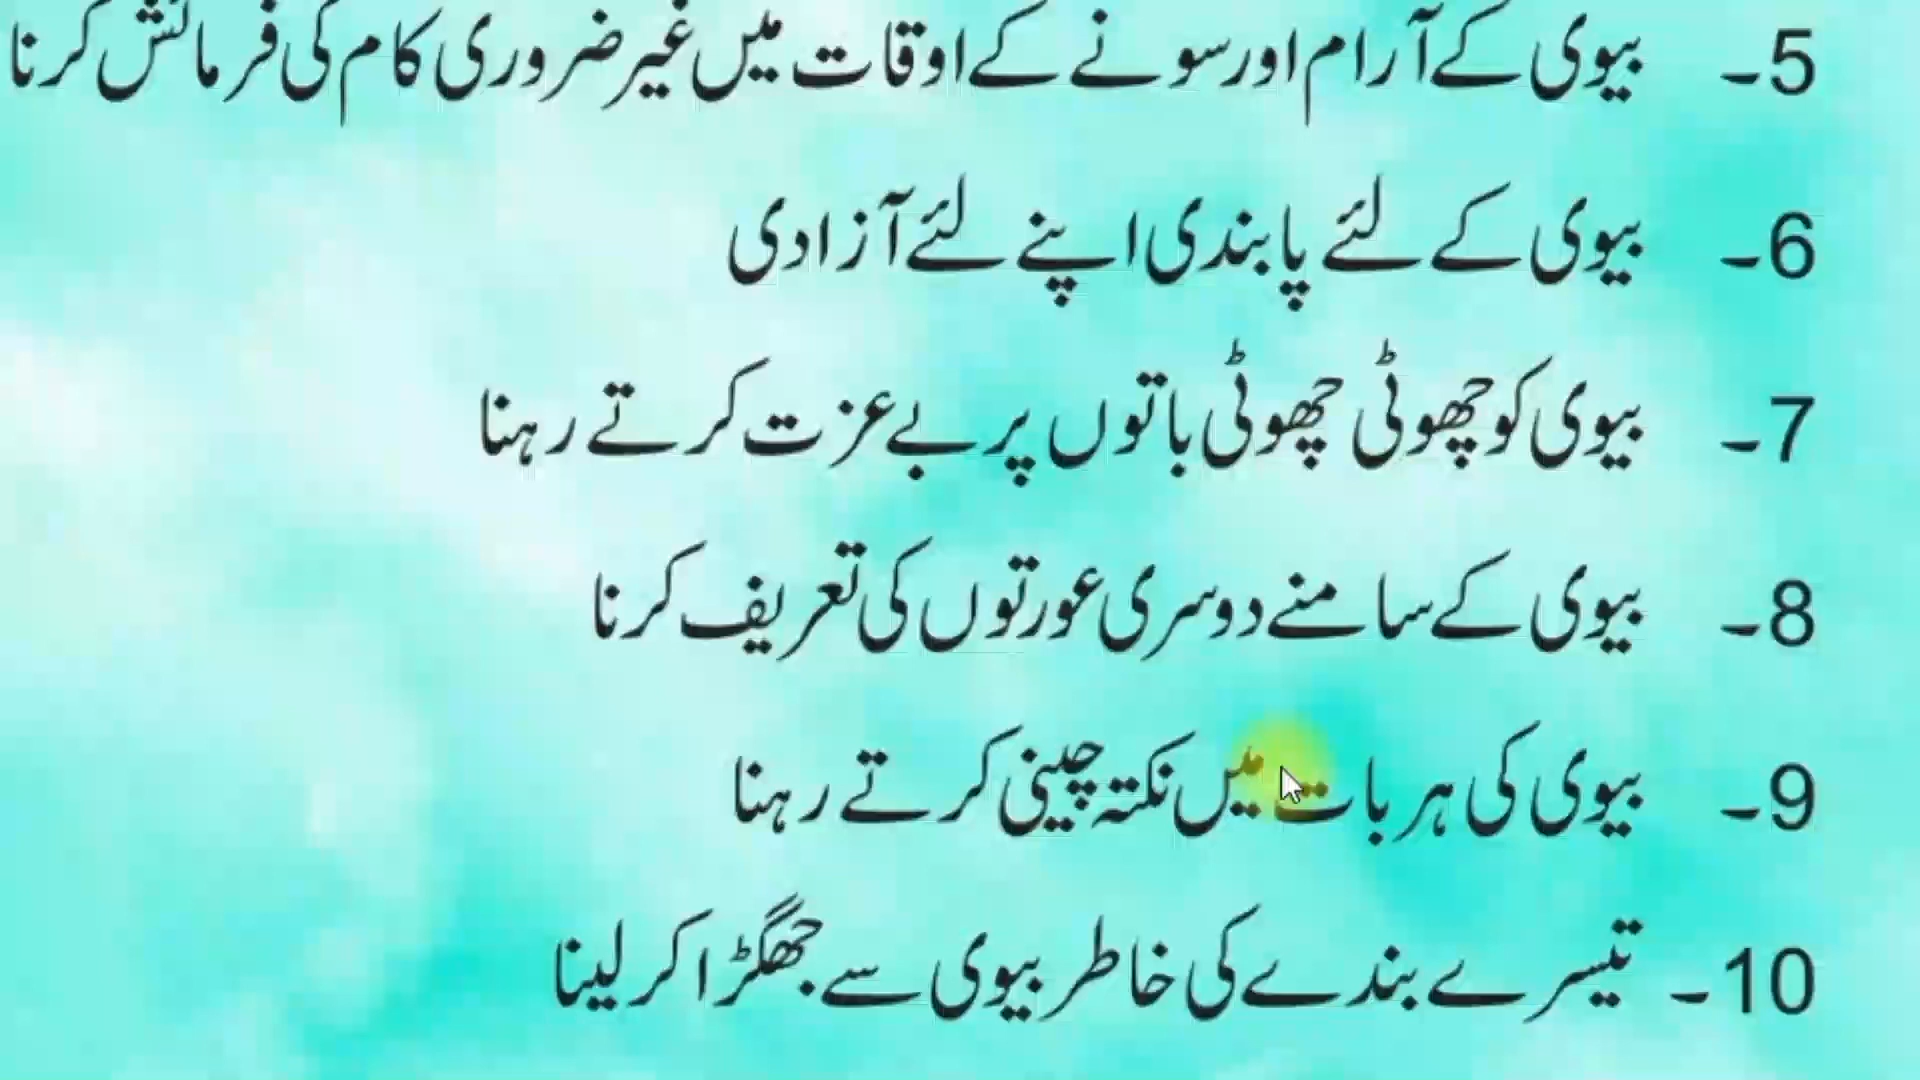 5۔ بیوی کے آرام اور سونے کے اوقات میں غیر ضروری کام کی فرمائش کرنا
6۔ بیوی کے لئے پابندی اپنے لئے آزادی
7۔ بیوی کو چھوٹی چھوٹی باتوں پر بے عزت کرتے رہنا
8۔ بیوی کے سامنے دوسری عورتوں کی تعریف کرنا
9۔ بیوی کی ہر بات میں نکتہ چینی کرتے رہنا
10۔ تیسرے بندے کی خاطر بیوی سے جھگڑا کر لینا